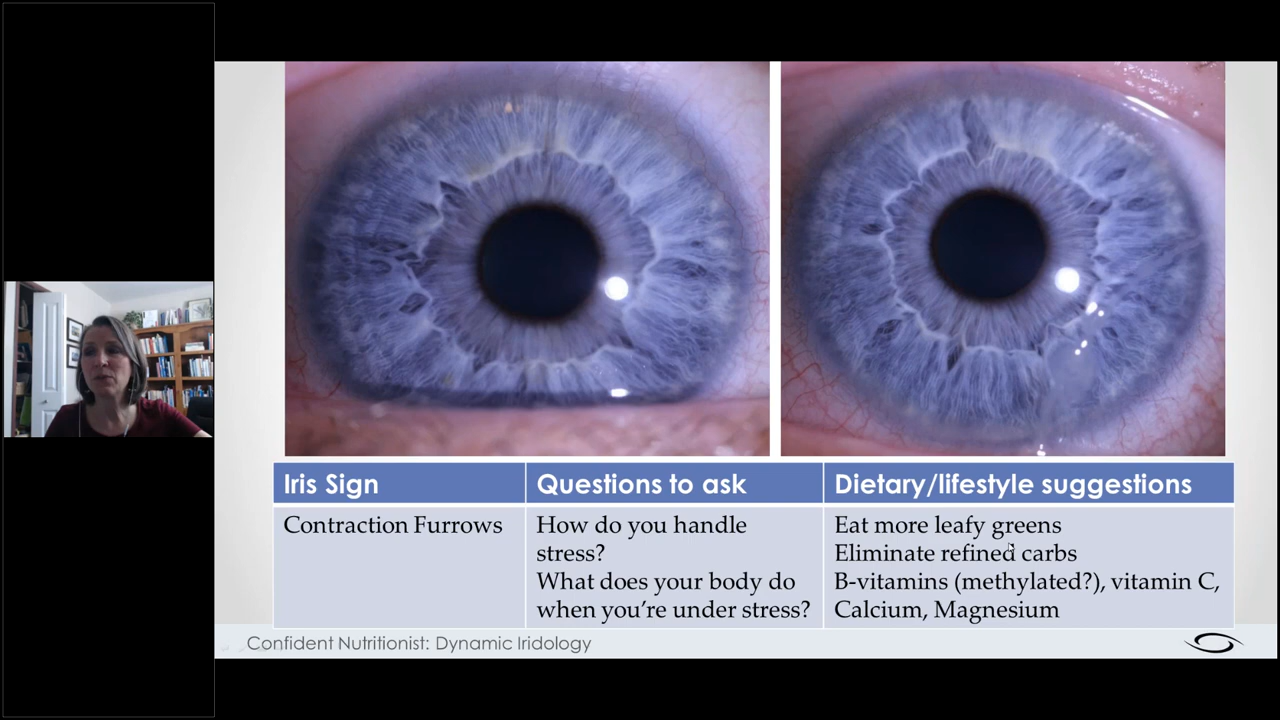 Iris Sign
Questions to ask
Dietary/lifestyle suggestions
Contraction Furrows
How do you handle
stress?
What does your body do
when you're under stress?
Eat more leafy greens
Eliminate refined carbs
B-vitamins (methylated?), vitamin C,
Calcium, Magnesium
Confident Nutritionist: Dynamic Iridology